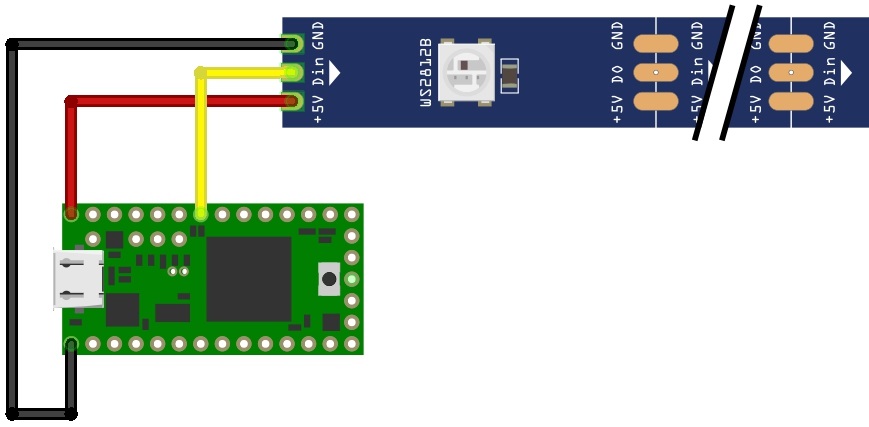 +5V Din GND
WS2812B
+5V DO GND
+5V Din GND
+5V DO GND
+5V Din GND